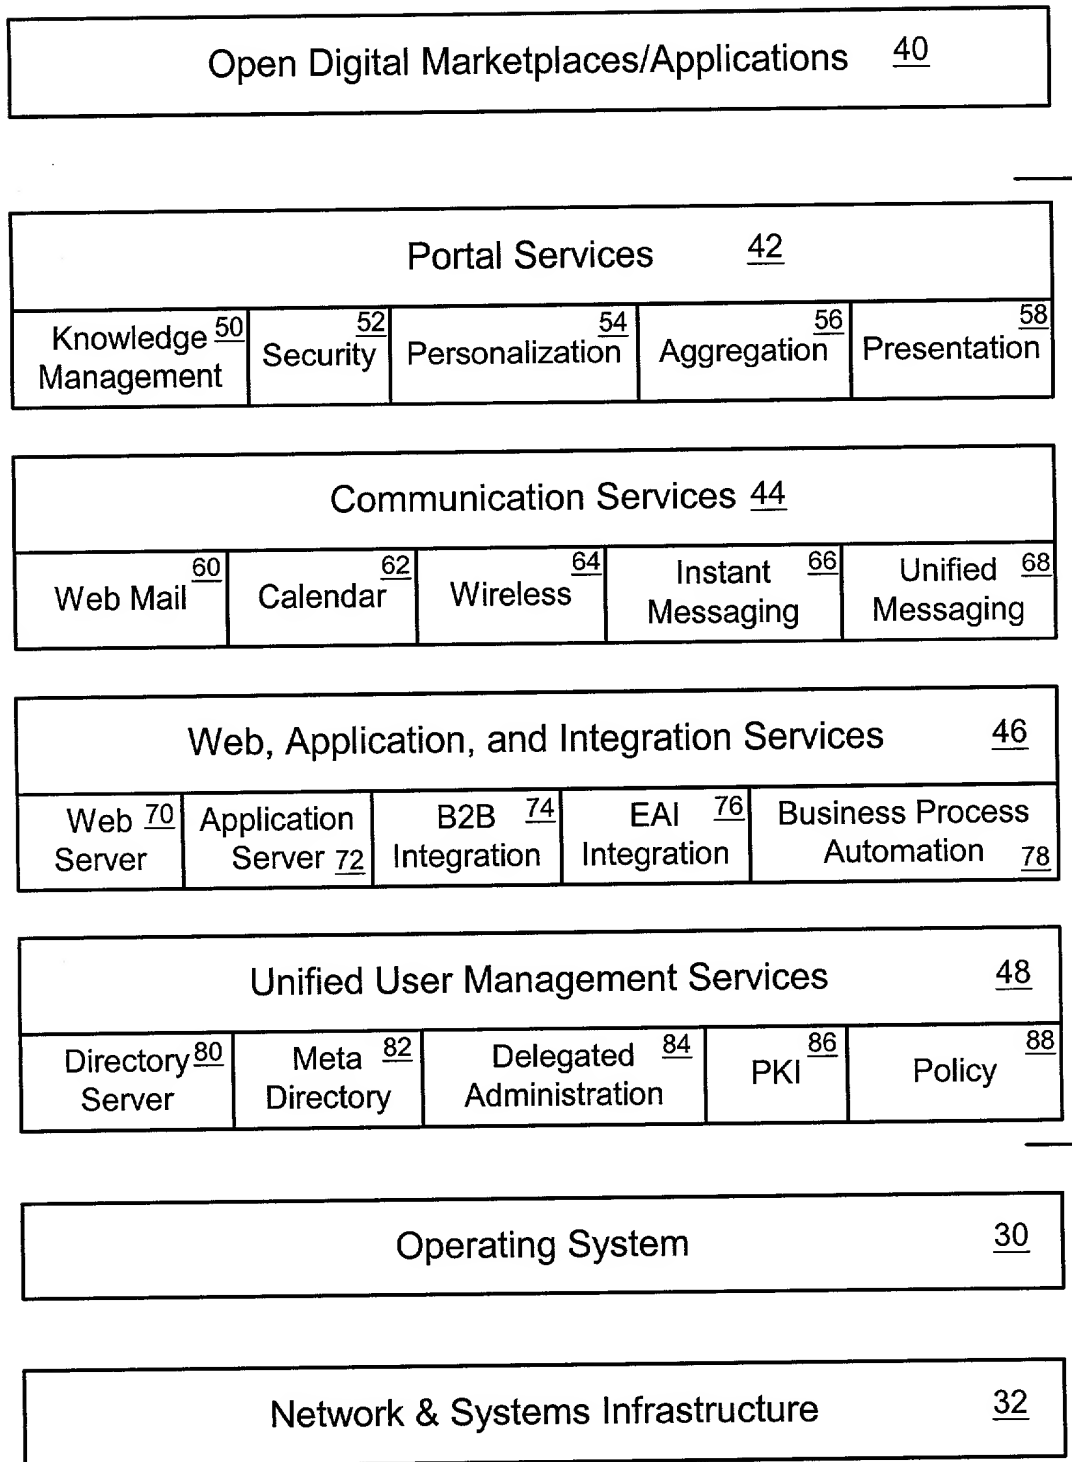 Open Digital Marketplaces/Applications 40
Portal Services 42
Knowledge 50
Management
Security 52
Personalization 54
Aggregation 56
Presentation 58
Communication Services 44
Web Mail 60
Calendar 62
Wireless 64
Instant 66
Messaging
Unified 68
Messaging
Web, Application, and Integration Services 46
Web 70
Server
Application
Server 72
B2B 74
Integration
EAI 76
Integration
Business Process
Automation 78
Unified User Management Services 48
Directory 80
Server
Meta 82
Directory
Delegated 84
Administration
PKI 86
Policy 88
Operating System 30
Network & Systems Infrastructure 32